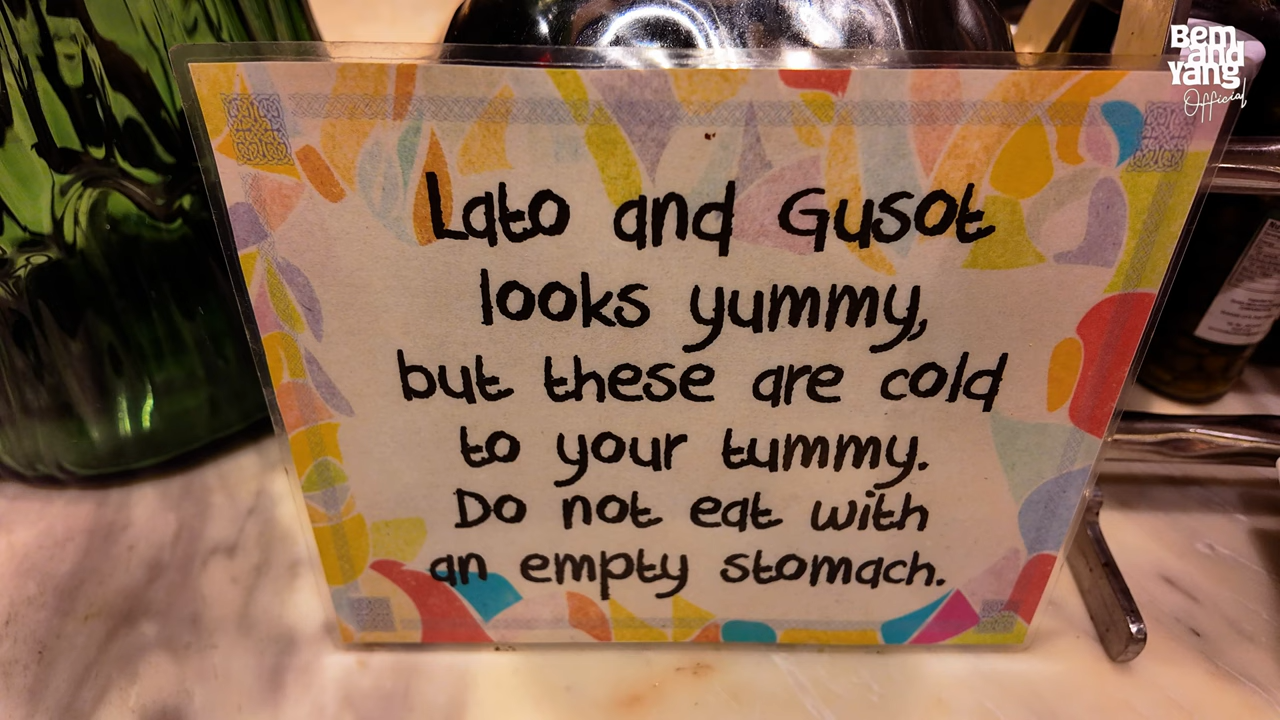 Bem
and
Yang
Official
Lato and Gusot
looks yummy,
but these are cold
to your tummy.
Do not eat with
an empty stomach.